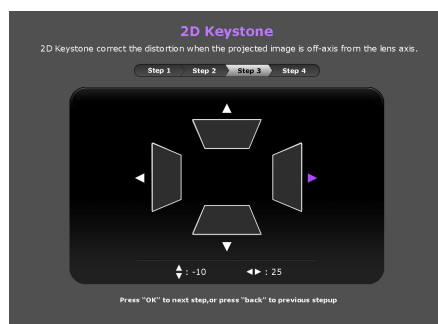 2D Keystone
2D Keystone correct the distortion when the projected image is off-axis from the lens axis.
Step 1 Step 2 Step 3 Step 4
: -10 : 25
Press "OK" to next step,or press "back" to previous stepup